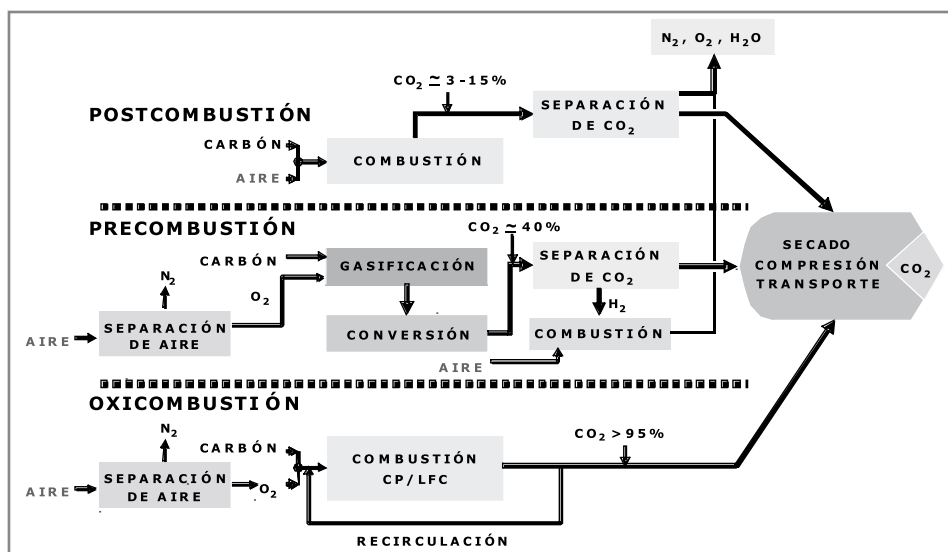 N2, O2, H2O
CO2 ≃ 3-15%
POSTCOMBUSTIÓN
SEPARACIÓN
DE CO2
CARBÓN
COMBUSTIÓN
AIRE
PRECOMBUSTIÓN
CO2 ≃ 40%
CARBÓN
GASIFICACIÓN
SEPARACIÓN
DE CO2
SECADO
COMPRESIÓN
TRANSPORTE
CO2
N2
O2
H2
SEPARACIÓN
DE AIRE
CONVERSIÓN
COMBUSTIÓN
AIRE
AIRE
OXICOMBUSTIÓN
N2
CARBÓN
CO2 > 95%
COMBUSTIÓN
CP/LFC
SEPARACIÓN
DE AIRE
AIRE
O2
RECIRCULACIÓN